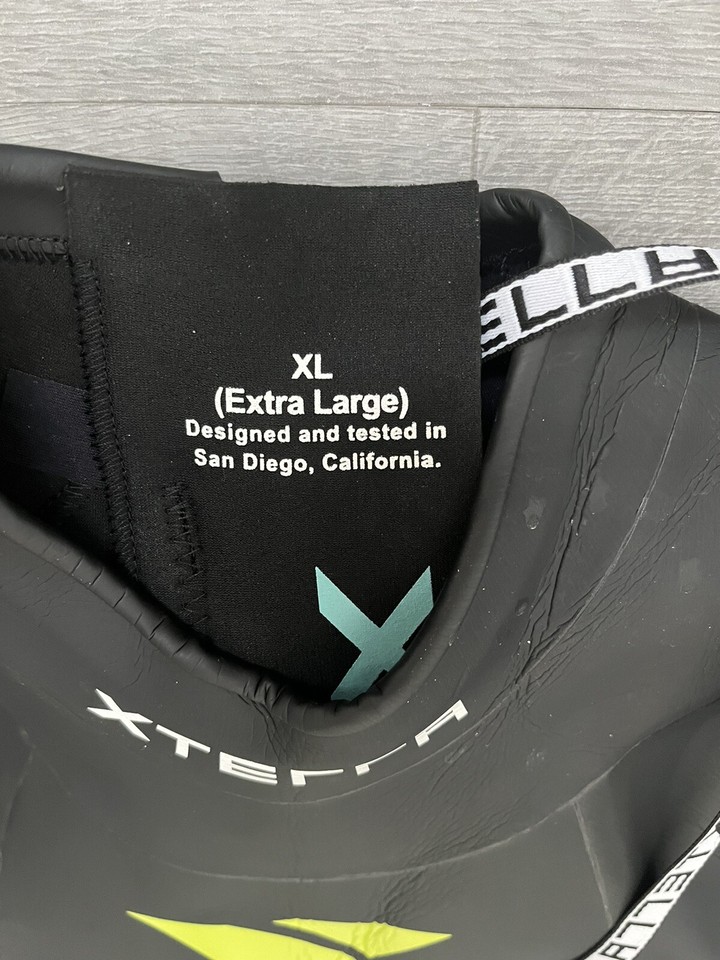 XL
(Extra Large)
Designed and tested in
San Diego, California.
XTERRA